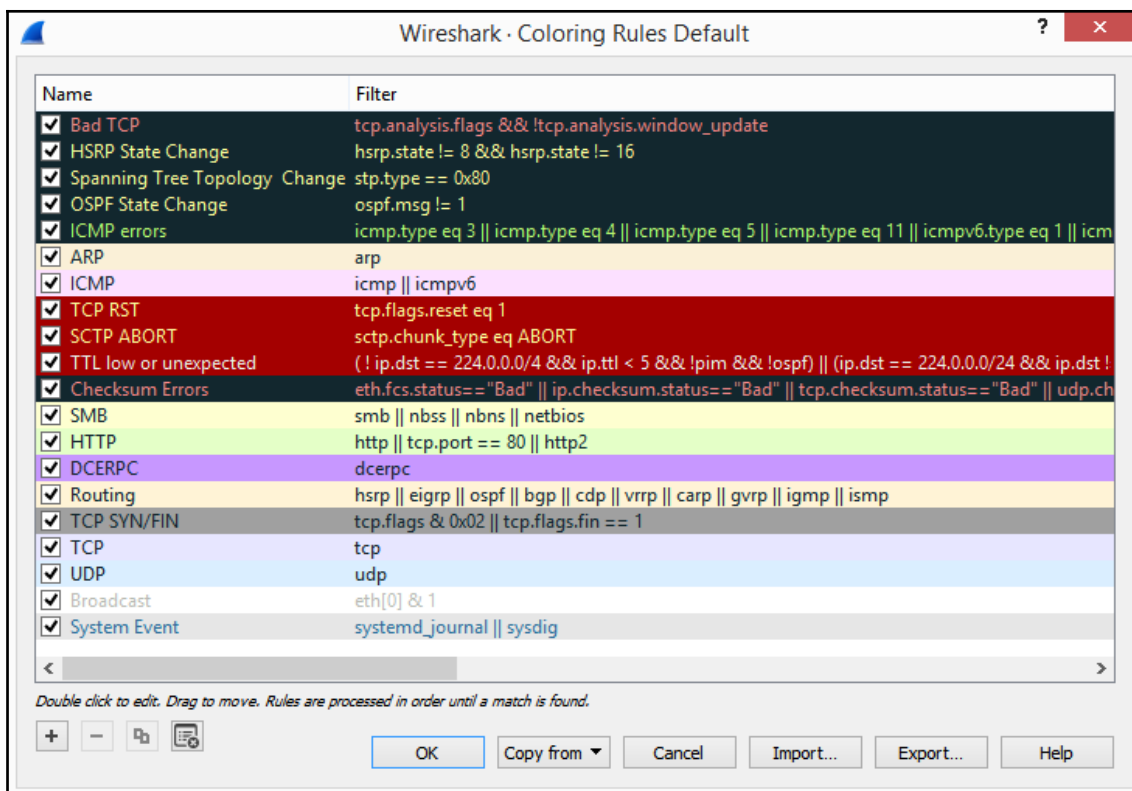 Wireshark · Coloring Rules Default
?
Name Filter
Bad TCP tcp.analysis.flags && !tcp.analysis.window_update
HSRP State Change hsrp.state != 8 && hsrp.state != 16
Spanning Tree Topology  Change stp.type == 0x80
OSPF State Change ospf.msg != 1
ICMP errors icmp.type eq 3 || icmp.type eq 4 || icmp.type eq 5 || icmp.type eq 11 || icmpv6.type eq 1 || icm
ARP arp
ICMP icmp || icmpv6
TCP RST tcp.flags.reset eq 1
SCTP ABORT sctp.chunk_type eq ABORT
TTL low or unexpected ( ! ip.dst == 224.0.0.0/4 && ip.ttl < 5 && !pim && !ospf) || (ip.dst == 224.0.0.0/24 && ip.dst !
Checksum Errors eth.fcs.status=="Bad" || ip.checksum.status=="Bad" || tcp.checksum.status=="Bad" || udp.ch
SMB smb || nbss || nbns || netbios
HTTP http || tcp.port == 80 || http2
DCERPC dcerpc
Routing hsrp || eigrp || ospf || bgp || cdp || vrrp || carp || gvrp || igmp || ismp
TCP SYN/FIN tcp.flags & 0x02 || tcp.flags.fin == 1
TCP tcp
UDP udp
Broadcast eth[0] & 1
System Event systemd_journal || sysdig
Double click to edit. Drag to move. Rules are processed in order until a match is found.
OK Copy from Cancel Import... Export... Help